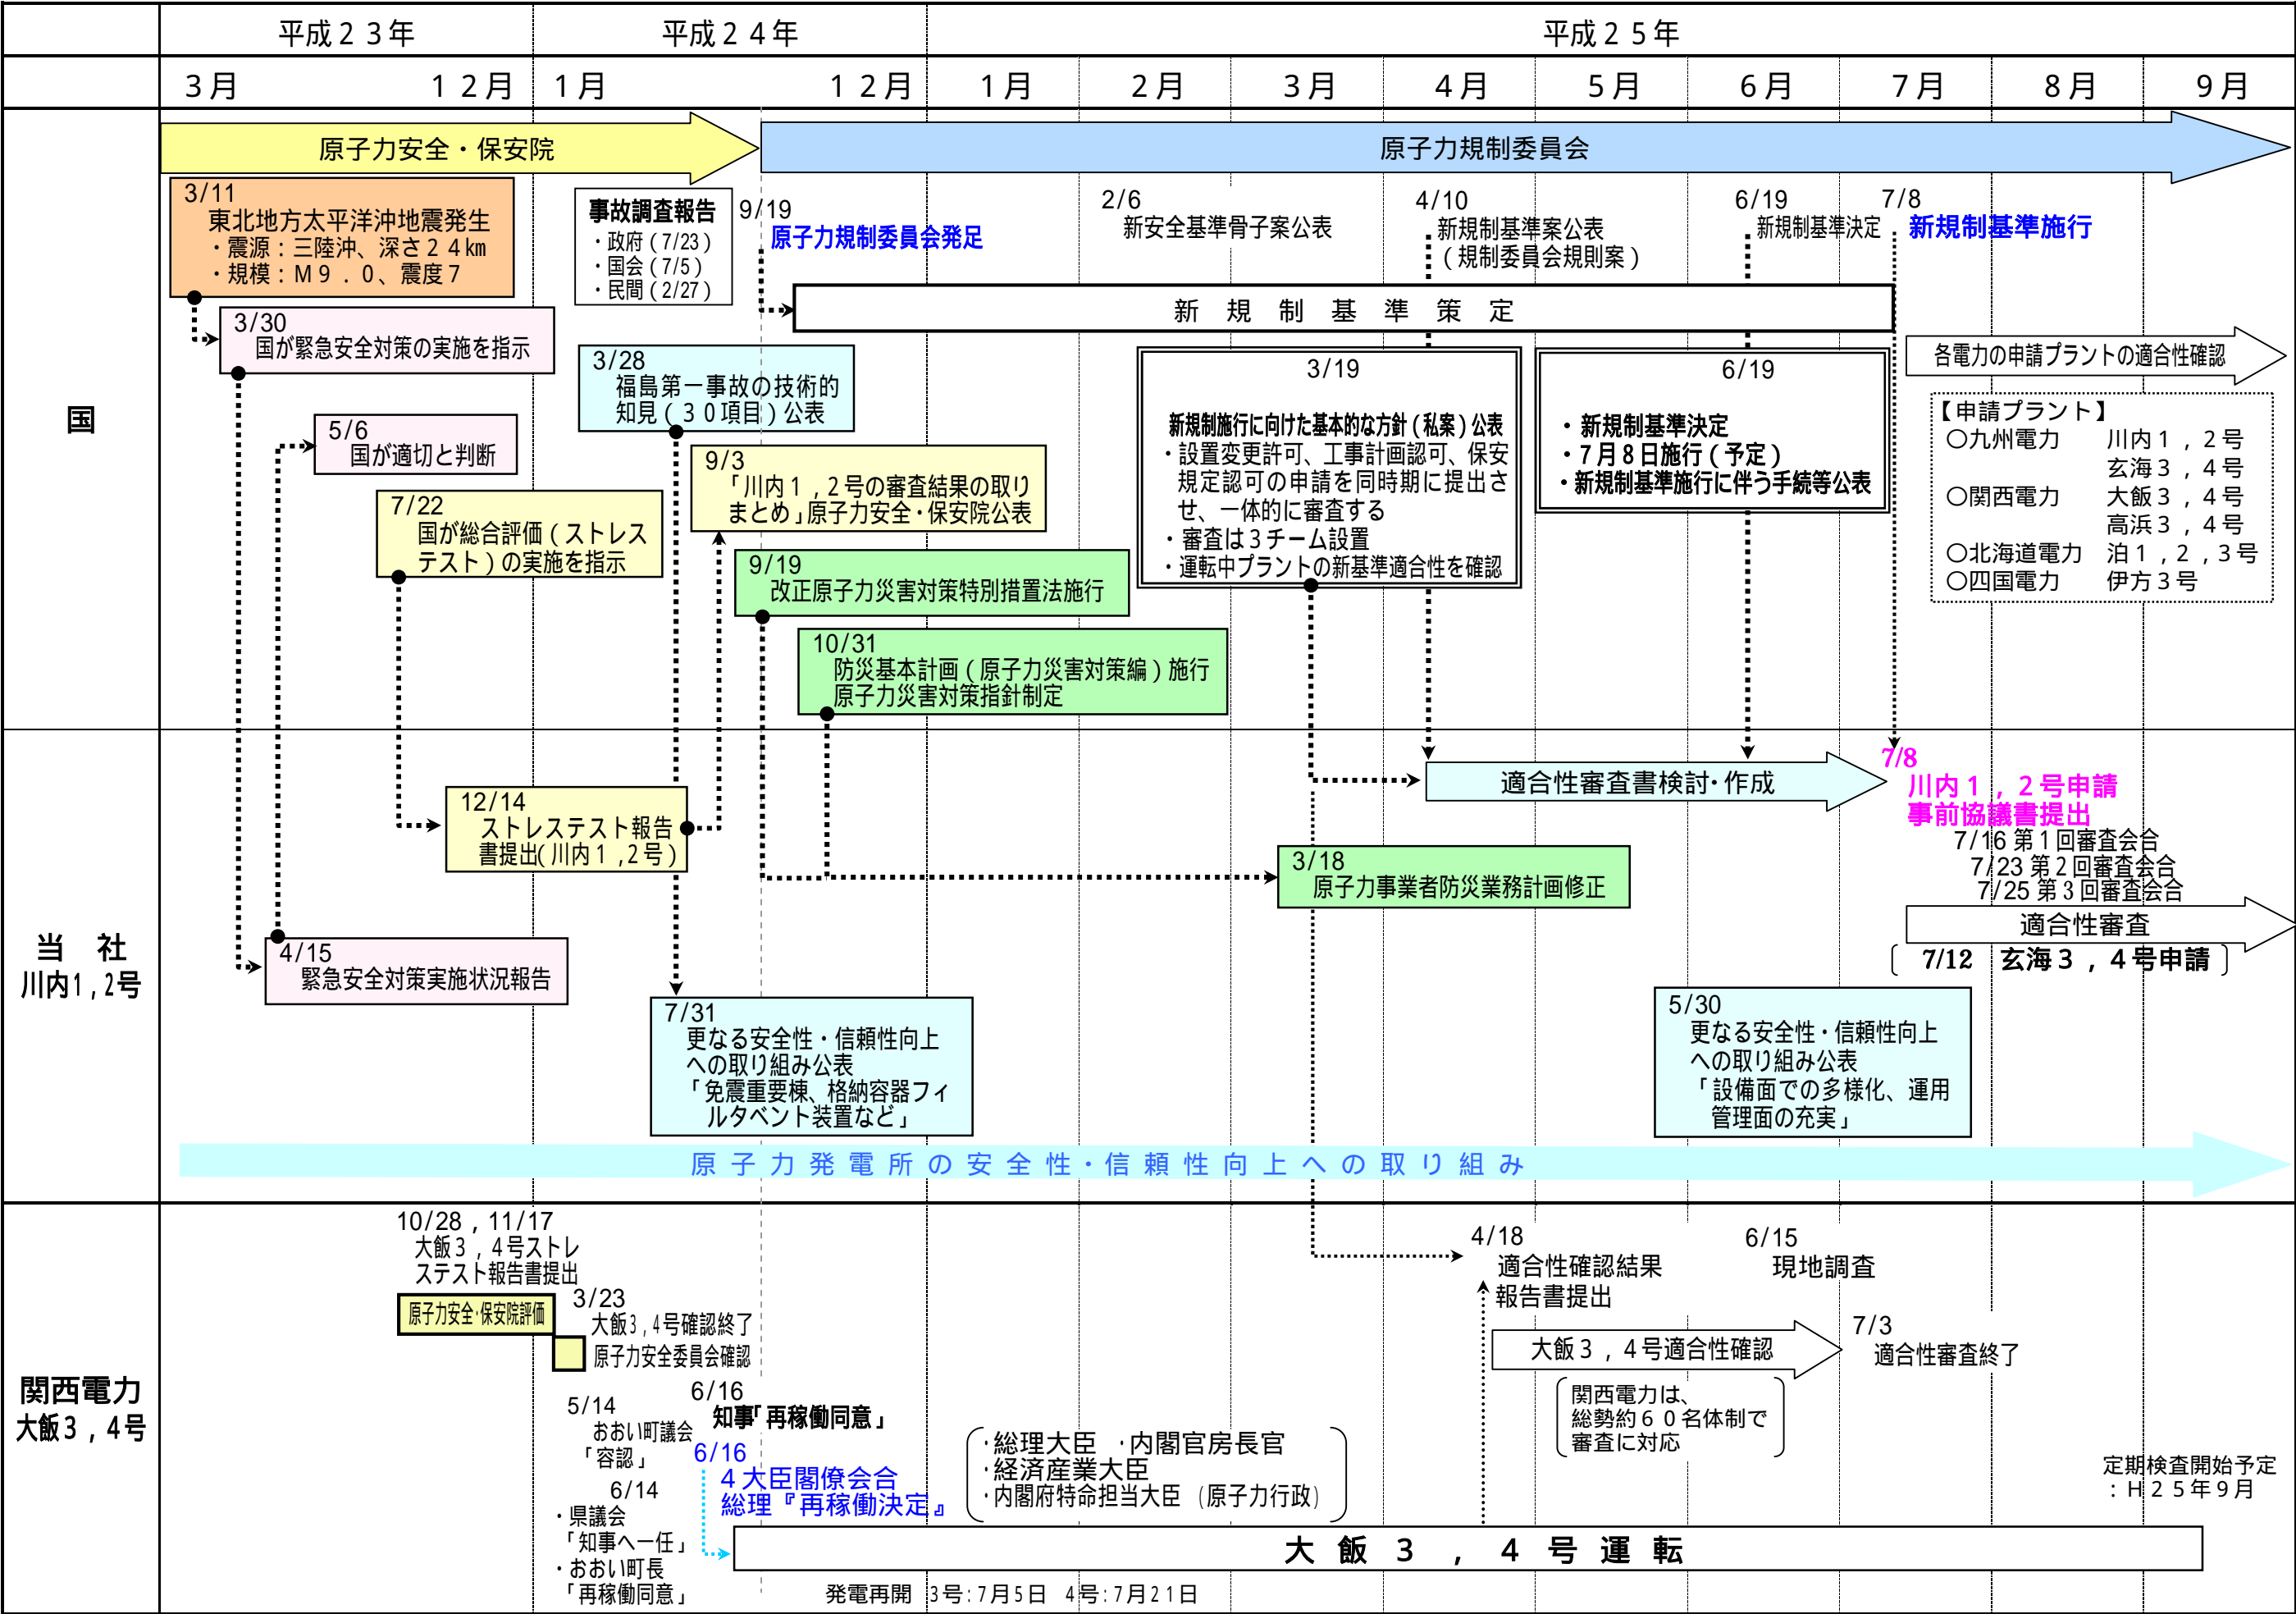 平成２３年
平成２４年
平成２５年
３月
１２月
１月
１２月
１月
２月
３月
４月
５月
６月
７月
８月
９月
国
原子力安全・保安院
原子力規制委員会
3/11
東北地方太平洋沖地震発生
・震源：三陸沖、深さ２４㎞
・規模：Ｍ９．０、震度７
3/30
国が緊急安全対策の実施を指示
5/6
国が適切と判断
7/22
国が総合評価（ストレス
テスト）の実施を指示
事故調査報告
・政府（7/23）
・国会（7/5）
・民間（2/27）
9/19
原子力規制委員会発足
2/6
新安全基準骨子案公表
4/10
新規制基準案公表
（規制委員会規則案）
6/19
新規制基準決定
7/8
新規制基準施行
新規制基準策定
3/28
福島第一事故の技術的
知見（３０項目）公表
9/3
「川内１，２号の審査結果の取り
まとめ」原子力安全・保安院公表
9/19
改正原子力災害対策特別措置法施行
10/31
防災基本計画（原子力災害対策編）施行
原子力災害対策指針制定
3/19
新規制施行に向けた基本的な方針（私案）公表
・設置変更許可、工事計画認可、保安
規定認可の申請を同時期に提出さ
せ、一体的に審査する
・審査は３チーム設置
・運転中プラントの新基準適合性を確認
6/19
・新規制基準決定
・７月８日施行（予定）
・新規制基準施行に伴う手続等公表
各電力の申請プラントの適合性確認
【申請プラント】
○九州電力　川内１，２号
玄海３，４号
○関西電力　大飯３，４号
高浜３，４号
○北海道電力　泊１，２，３号
○四国電力　伊方３号
当　社
川内１，２号
12/14
ストレステスト報告
書提出（川内１，２号）
4/15
緊急安全対策実施状況報告
7/31
更なる安全性・信頼性向上
への取り組み公表
「免震重要棟、格納容器フィ
ルタベント装置など」
適合性審査書検討・作成
3/18
原子力事業者防災業務計画修正
7/8
川内１，２号申請
事前協議書提出
7/16 第１回審査会合
7/23 第２回審査会合
7/25 第３回審査会合
適合性審査
7/12　玄海３，４号申請
5/30
更なる安全性・信頼性向上
への取り組み公表
「設備面での多様化、運用
管理面の充実」
原子力発電所の安全性・信頼性向上への取り組み
関西電力
大飯３，４号
10/28，11/17
大飯３，４号ストレ
ステスト報告書提出
原子力安全・保安院評価
3/23
大飯３，４号確認終了
原子力安全委員会確認
5/14
おおい町議会
「容認」
6/14
・県議会
「知事へ一任」
・おおい町長
「再稼働同意」
6/16
知事「再稼働同意」
6/16
４大臣閣僚会合
総理『再稼働決定』
・総理大臣　・内閣官房長官
・経済産業大臣
・内閣府特命担当大臣（原子力行政）
4/18
適合性確認結果
報告書提出
6/15
現地調査
大飯３，４号適合性確認
7/3
適合性審査終了
関西電力は、
総勢約６０名体制で
審査に対応
定期検査開始予定
：Ｈ２５年９月
大飯３，４号運転
発電再開　３号：７月５日　４号：７月２１日